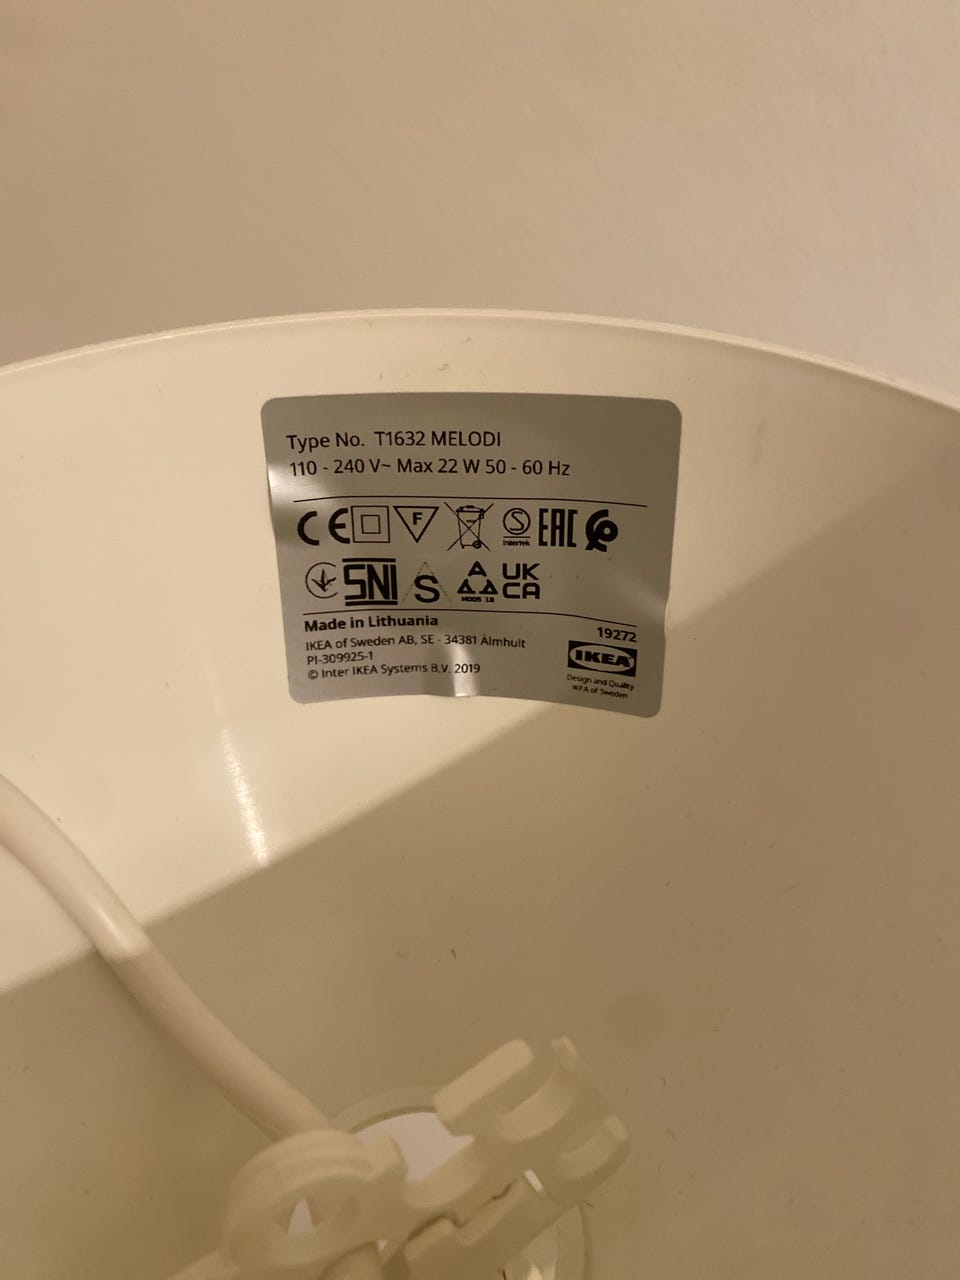 Type No. T1632 MELODI
110 - 240 V~ Max 22 W 50 - 60 Hz
CE F Intertek EAC
SNI S UK
CA
Made in Lithuania
19272
IKEA of Sweden AB, SE - 34381 Älmhult
PI-309925-1
© Inter IKEA Systems B.V. 2019
IKEA
Design and Quality
IKEA of Sweden